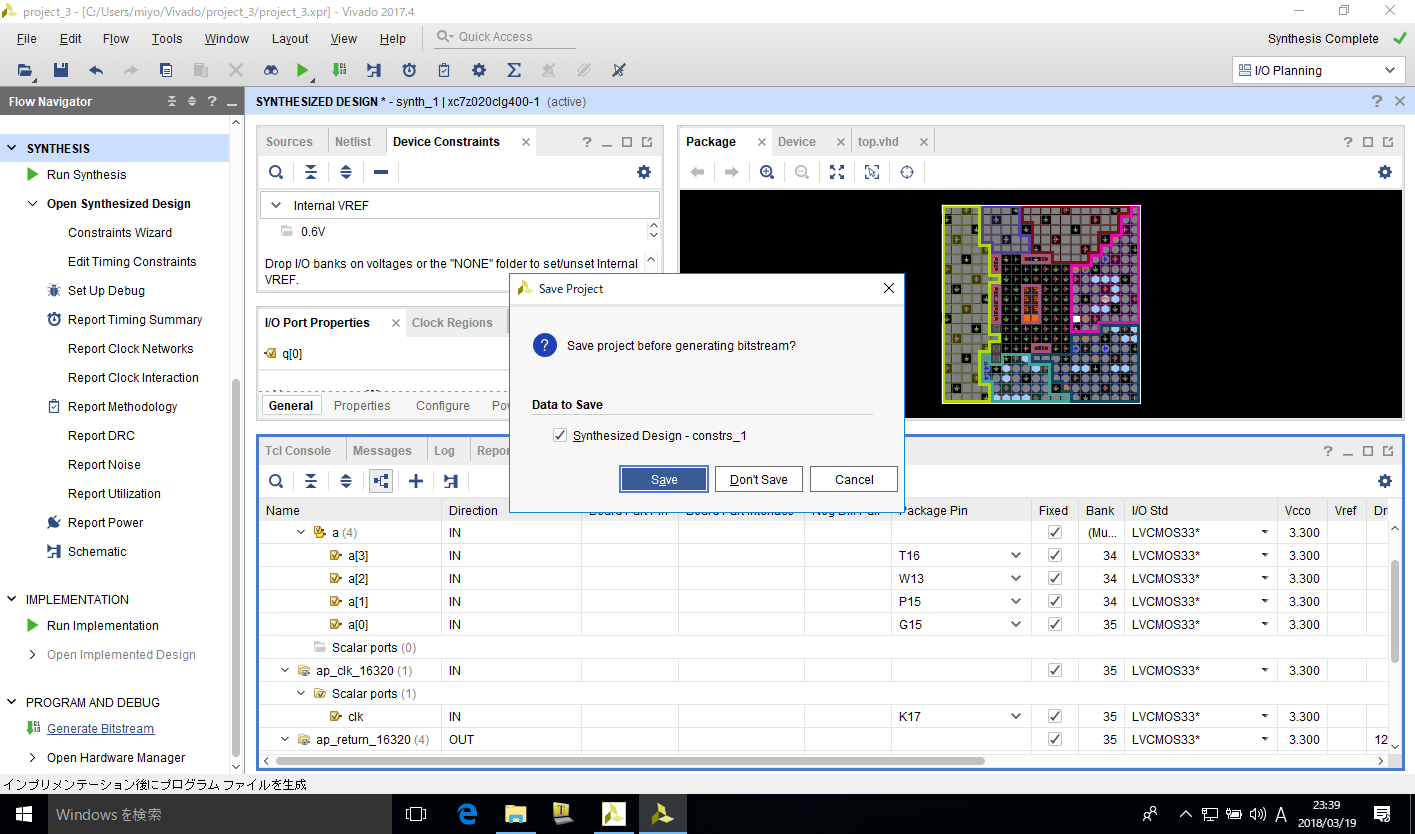 project_3 - [C:/Users/miyo/Vivado/project_3/project_3.xpr] - Vivado 2017.4
File Edit Flow Tools Window Layout View Help Quick Access Synthesis Complete
I/O Planning
Flow Navigator
SYNTHESIZED DESIGN * - synth_1 | xc7z020clg400-1 (active)
SYNTHESIS
Run Synthesis
Open Synthesized Design
Constraints Wizard
Edit Timing Constraints
Set Up Debug
Report Timing Summary
Report Clock Networks
Report Clock Interaction
Report Methodology
Report DRC
Report Noise
Report Utilization
Report Power
Schematic
IMPLEMENTATION
Run Implementation
Open Implemented Design
PROGRAM AND DEBUG
Generate Bitstream
Open Hardware Manager
Sources Netlist Device Constraints
Internal VREF
0.6V
Drop I/O banks on voltages or the "NONE" folder to set/unset Internal
VREF.
I/O Port Properties Clock Regions
q[0]
General Properties Configure
Package Device top.vhd
Save Project
Save project before generating bitstream?
Data to Save
Synthesized Design - constrs_1
Save Don't Save Cancel
Tcl Console Messages Log
Name Direction Package Pin Fixed Bank I/O Std Vcco Vref
a (4) IN (Mu... LVCMOS33* 3.300
a[3] IN T16 34 LVCMOS33* 3.300
a[2] IN W13 34 LVCMOS33* 3.300
a[1] IN P15 34 LVCMOS33* 3.300
a[0] IN G15 35 LVCMOS33* 3.300
Scalar ports (0)
ap_clk_16320 (1) IN 35 LVCMOS33* 3.300
Scalar ports (1)
clk IN K17 35 LVCMOS33* 3.300
ap_return_16320 (4) OUT 35 LVCMOS33* 3.300 12
インプリメンテーション後にプログラム ファイルを生成
Windows を検索
A
23:39
2018/03/19